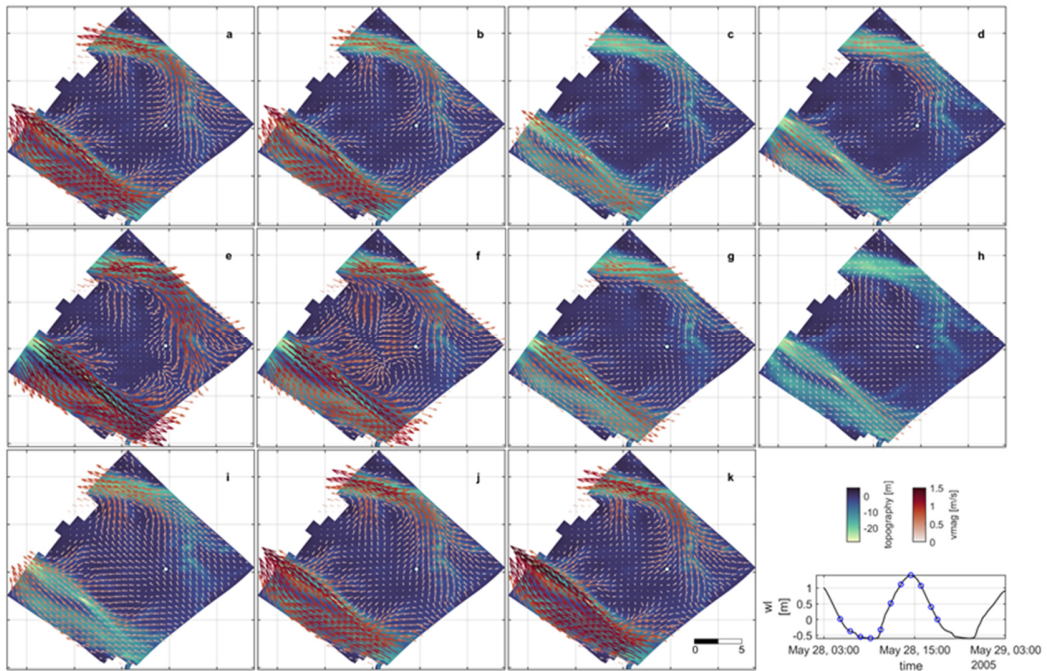 a
b
c
d
e
f
g
h
i
j
k
0
-10
-20
topography [m]
1.5
1
0.5
0
vmag [m/s]
0 5
1
0.5
0
-0.5
wl
[m]
May 28, 03:00 May 28, 15:00 May 29, 03:00
time 2005